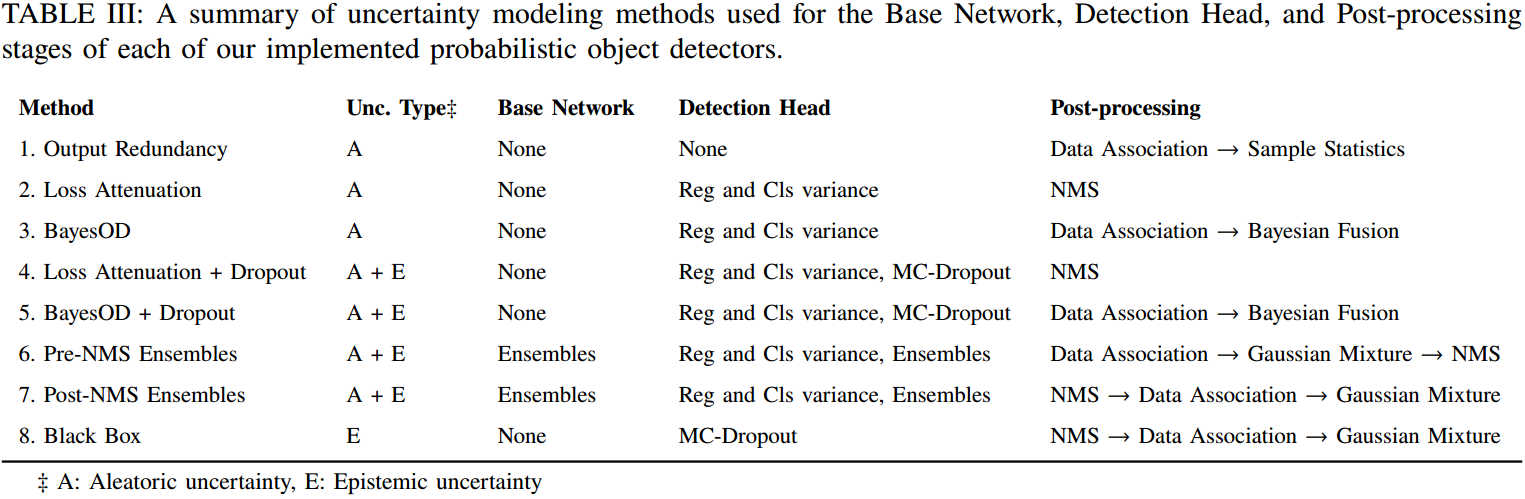 TABLE III: A summary of uncertainty modeling methods used for the Base Network, Detection Head, and Post-processing
stages of each of our implemented probabilistic object detectors.
Method Unc. Type‡ Base Network Detection Head Post-processing
1. Output Redundancy A None None Data Association → Sample Statistics
2. Loss Attenuation A None Reg and Cls variance NMS
3. BayesOD A None Reg and Cls variance Data Association → Bayesian Fusion
4. Loss Attenuation + Dropout A + E None Reg and Cls variance, MC-Dropout NMS
5. BayesOD + Dropout A + E None Reg and Cls variance, MC-Dropout Data Association → Bayesian Fusion
6. Pre-NMS Ensembles A + E Ensembles Reg and Cls variance, Ensembles Data Association → Gaussian Mixture → NMS
7. Post-NMS Ensembles A + E Ensembles Reg and Cls variance, Ensembles NMS → Data Association → Gaussian Mixture
8. Black Box E None MC-Dropout NMS → Data Association → Gaussian Mixture
‡ A: Aleatoric uncertainty, E: Epistemic uncertainty